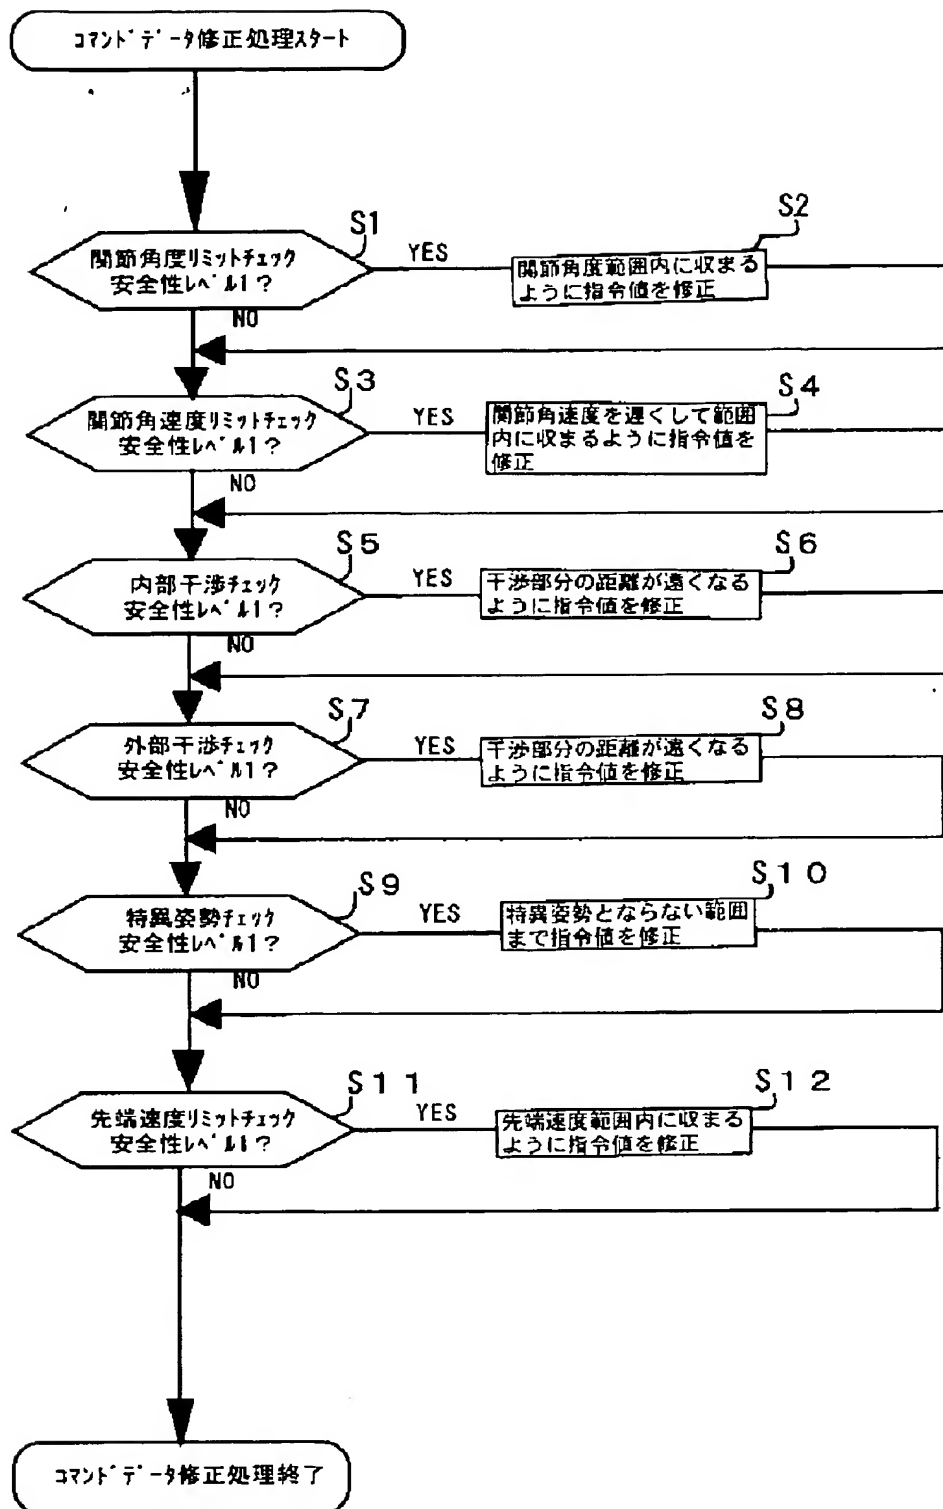 コマンドデータ修正処理スタート
S1
関節角度リミットチェック
安全性レベル1?
YES
S2
関節角度範囲内に収まる
ように指令値を修正
NO
S3
関節角速度リミットチェック
安全性レベル1?
YES
S4
関節角速度を遅くして範囲
内に収まるように指令値を
修正
NO
S5
内部干渉チェック
安全性レベル1?
YES
S6
干渉部分の距離が遠くなる
ように指令値を修正
NO
S7
外部干渉チェック
安全性レベル1?
YES
S8
干渉部分の距離が遠くなる
ように指令値を修正
NO
S9
特異姿勢チェック
安全性レベル1?
YES
S10
特異姿勢とならない範囲
まで指令値を修正
NO
S11
先端速度リミットチェック
安全性レベル1?
YES
S12
先端速度範囲内に収まる
ように指令値を修正
NO
コマンドデータ修正処理終了